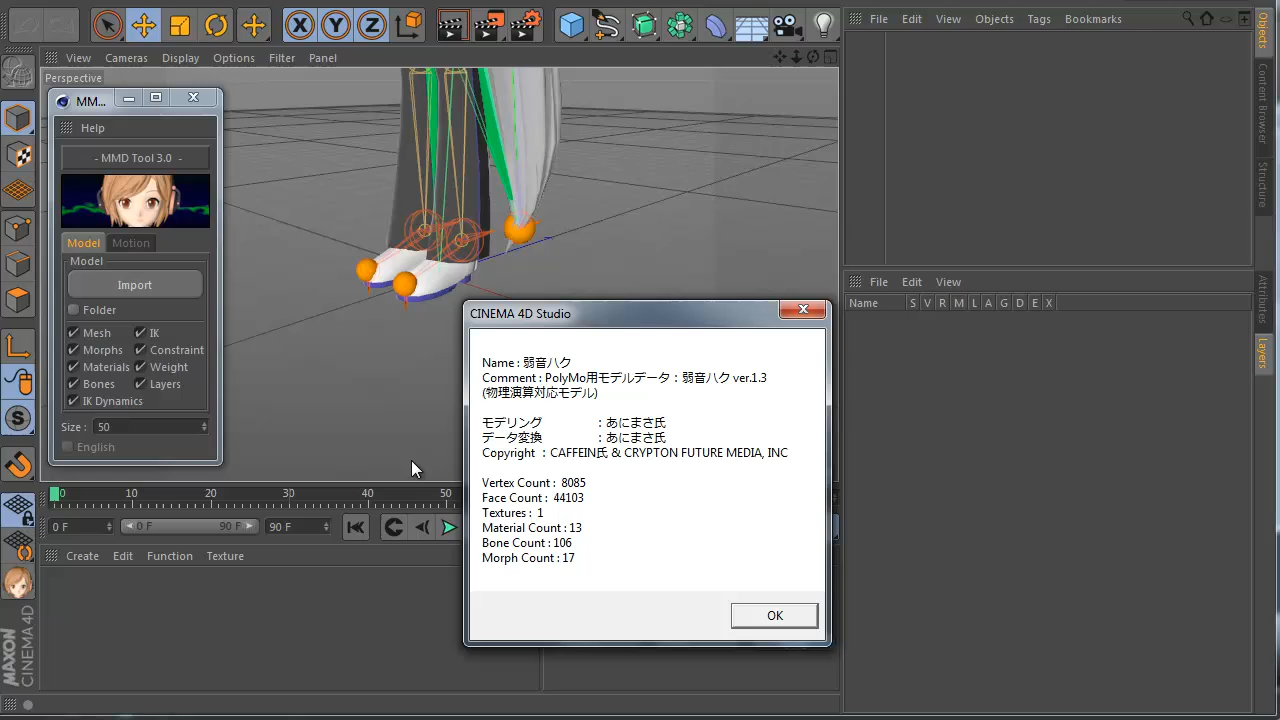 File Edit View Objects Tags Bookmarks
View Cameras Display Options Filter Panel
Perspective
MM...
Help
- MMD Tool 3.0 -
Model Motion
Model
Import
Folder
Mesh IK
Morphs Constraint
Materials Weight
Bones Layers
IK Dynamics
Size : 50
English
CINEMA 4D Studio
Name : 弱音ハク
Comment : PolyMo用モデルデータ：弱音ハク ver.1.3
(物理演算対応モデル)
モデリング ：あにまさ氏
データ変換 ：あにまさ氏
Copyright ：CAFFEIN氏 & CRYPTON FUTURE MEDIA, INC
Vertex Count : 8085
Face Count : 44103
Textures : 1
Material Count : 13
Bone Count : 106
Morph Count : 17
OK
0 10 20 30 40 50
0 F 0 F 90 F 90 F
Create Edit Function Texture
MAXON
CINEMA 4D
File Edit View
Name S V R M L A G D E X
Objects
Content Browser
Structure
Attributes
Layers
X Y Z
S